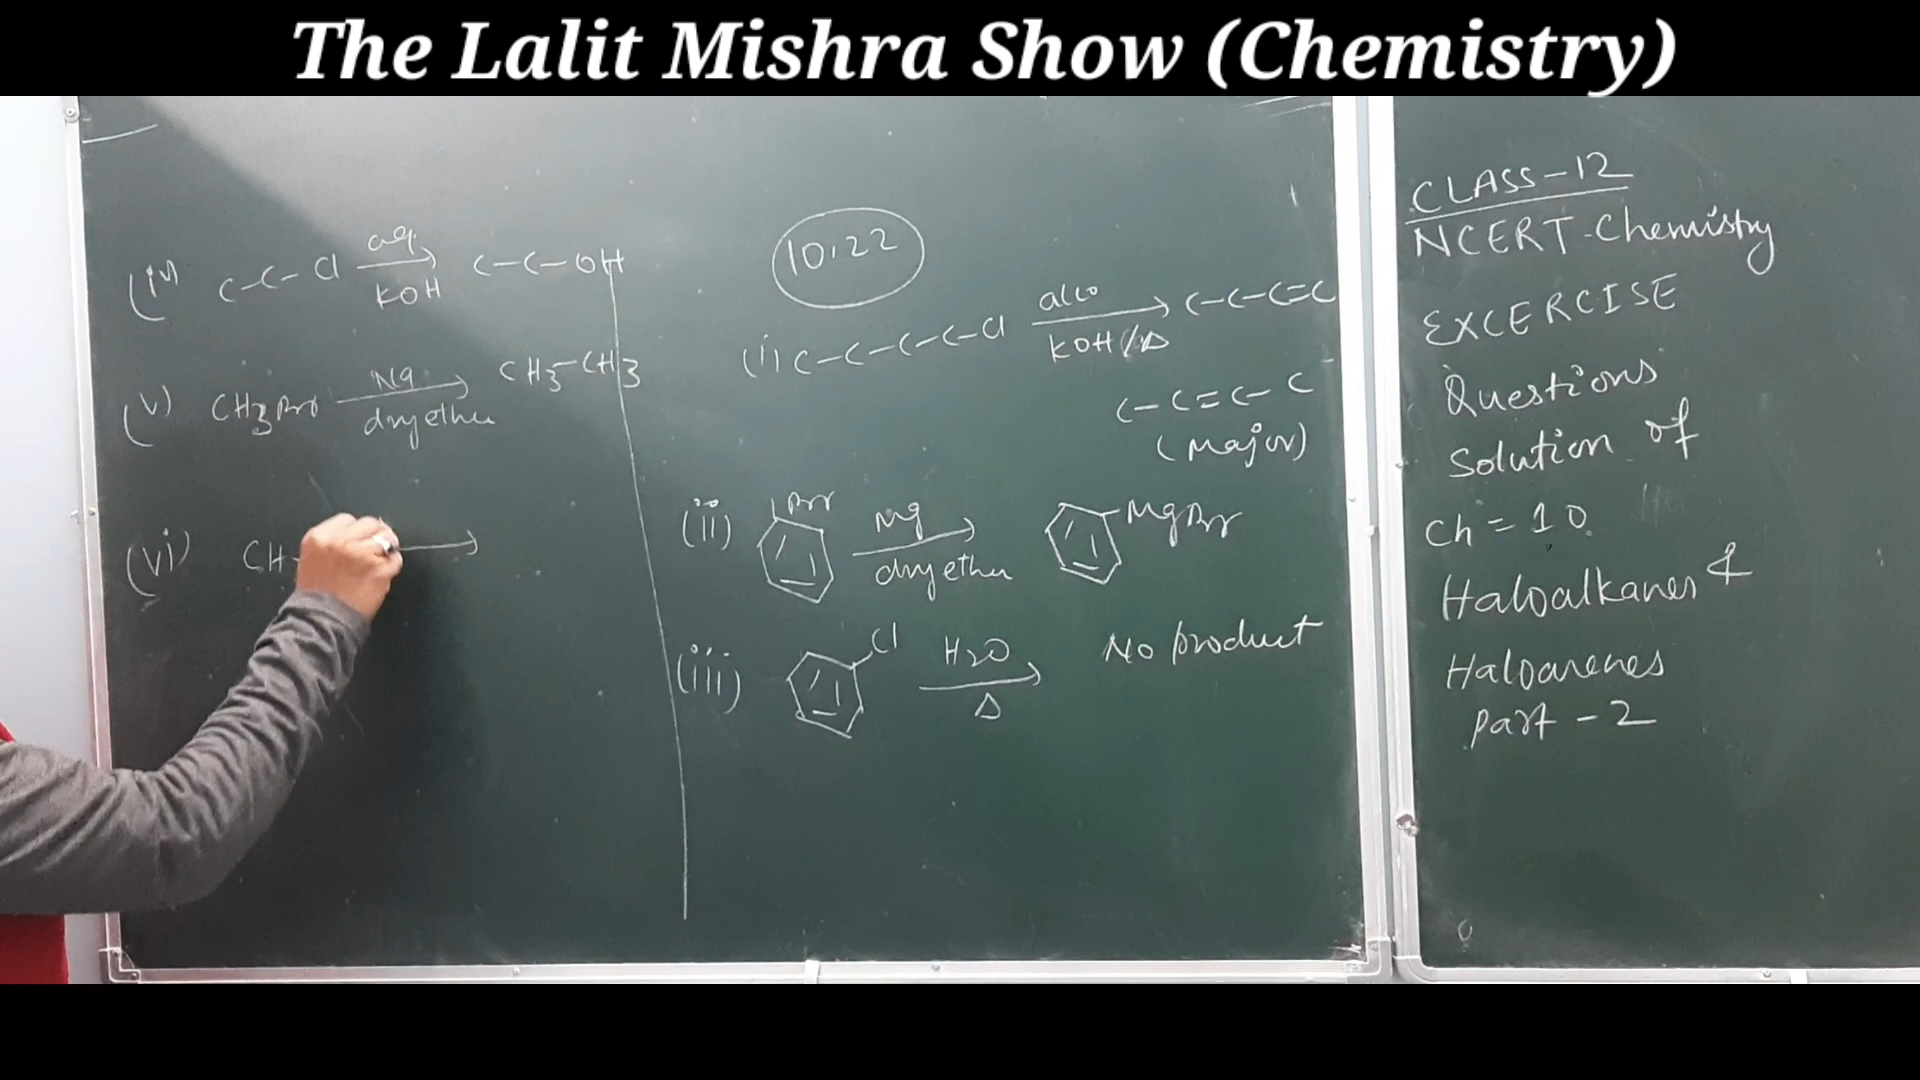 The Lalit Mishra Show (Chemistry)
(iv) C-C-Cl aq. → KOH C-C-OH
(v) CH3Br Na → dry ether CH3-CH3
(vi) CH →
10.22
(i) C-C-C-C-Cl alco → KOH/Δ C-C-C=C
C-C=C-C
(Major)
(ii) Br Mg → dry ether MgBr
(iii) Cl H2O → Δ No product
CLASS-12
NCERT-Chemistry
EXCERCISE
Questions
Solution of
Ch = 10
Haloalkanes &
Haloarenes
Part - 2